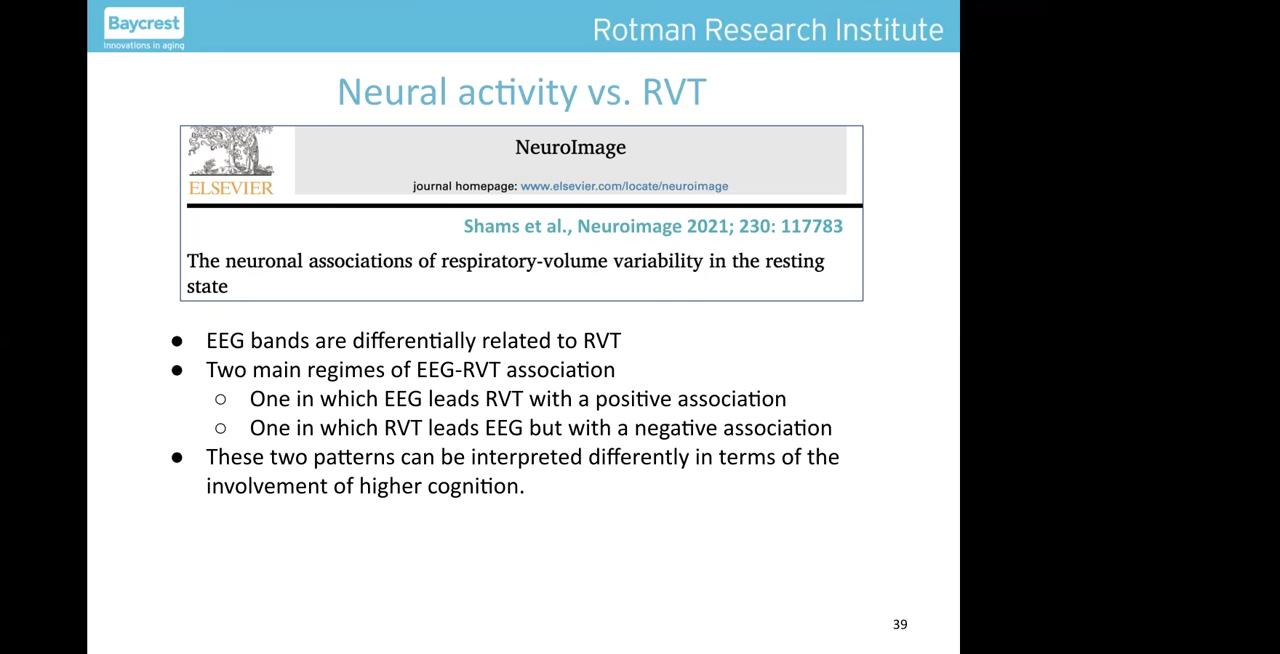 Baycrest
Innovations in aging
Rotman Research Institute
Neural activity vs. RVT
ELSEVIER
NeuroImage
journal homepage: www.elsevier.com/locate/neuroimage
Shams et al., Neuroimage 2021; 230: 117783
The neuronal associations of respiratory-volume variability in the resting
state
● EEG bands are differentially related to RVT
● Two main regimes of EEG-RVT association
○ One in which EEG leads RVT with a positive association
○ One in which RVT leads EEG but with a negative association
● These two patterns can be interpreted differently in terms of the
involvement of higher cognition.
39